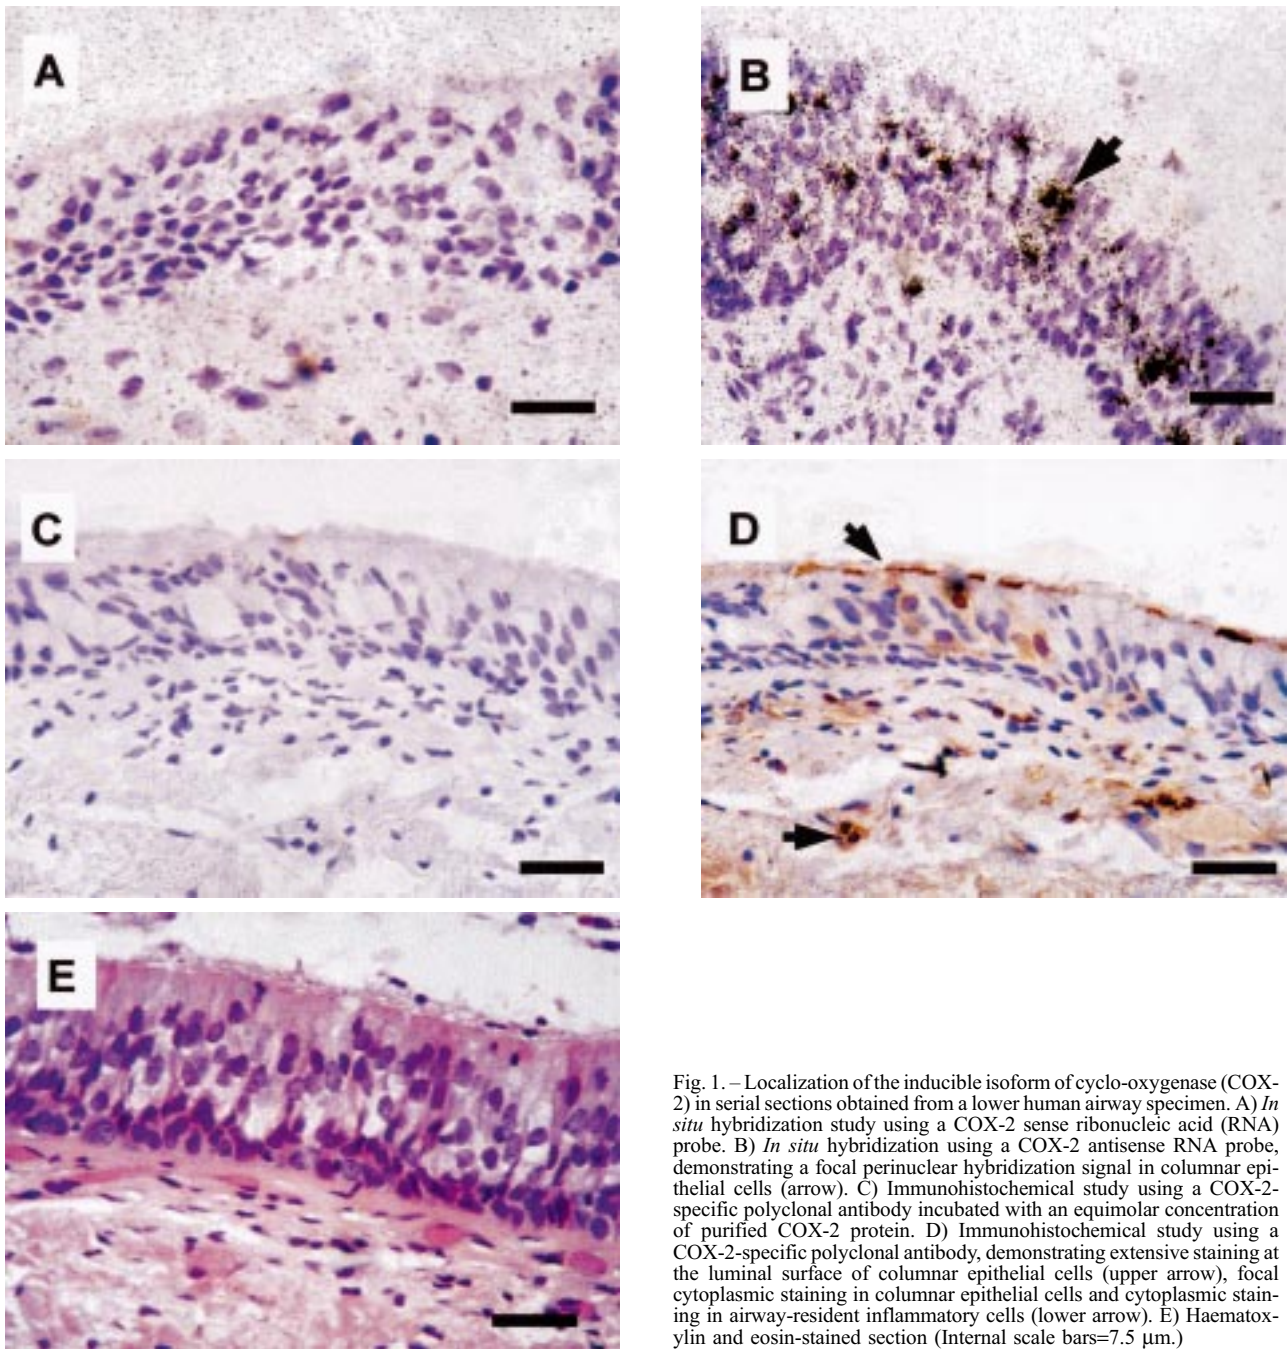 A
B
C
D
E
Fig. 1. – Localization of the inducible isoform of cyclo-oxygenase (COX-
2) in serial sections obtained from a lower human airway specimen. A) In
situ hybridization study using a COX-2 sense ribonucleic acid (RNA)
probe. B) In situ hybridization using a COX-2 antisense RNA probe,
demonstrating a focal perinuclear hybridization signal in columnar epi-
thelial cells (arrow). C) Immunohistochemical study using a COX-2-
specific polyclonal antibody incubated with an equimolar concentration
of purified COX-2 protein. D) Immunohistochemical study using a
COX-2-specific polyclonal antibody, demonstrating extensive staining at
the luminal surface of columnar epithelial cells (upper arrow), focal
cytoplasmic staining in columnar epithelial cells and cytoplasmic stain-
ing in airway-resident inflammatory cells (lower arrow). E) Haematox-
ylin and eosin-stained section (Internal scale bars=7.5 μm.)